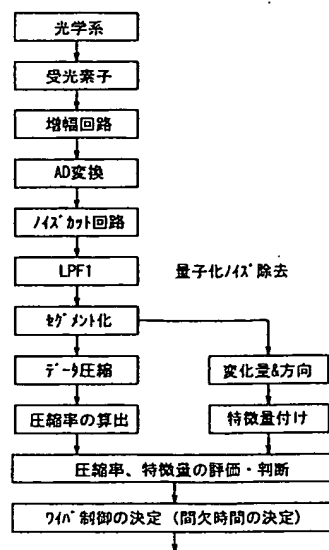 光学系
受光素子
増幅回路
AD変換
ﾉｲｽﾞｶｯﾄ回路
LPF1
量子化ﾉｲｽﾞ除去
ｾｸﾞﾒﾝﾄ化
ﾃﾞｰﾀ圧縮
変化量&方向
圧縮率の算出
特徴量付け
圧縮率、特徴量の評価・判断
ﾜｲﾊﾟ制御の決定（間欠時間の決定）